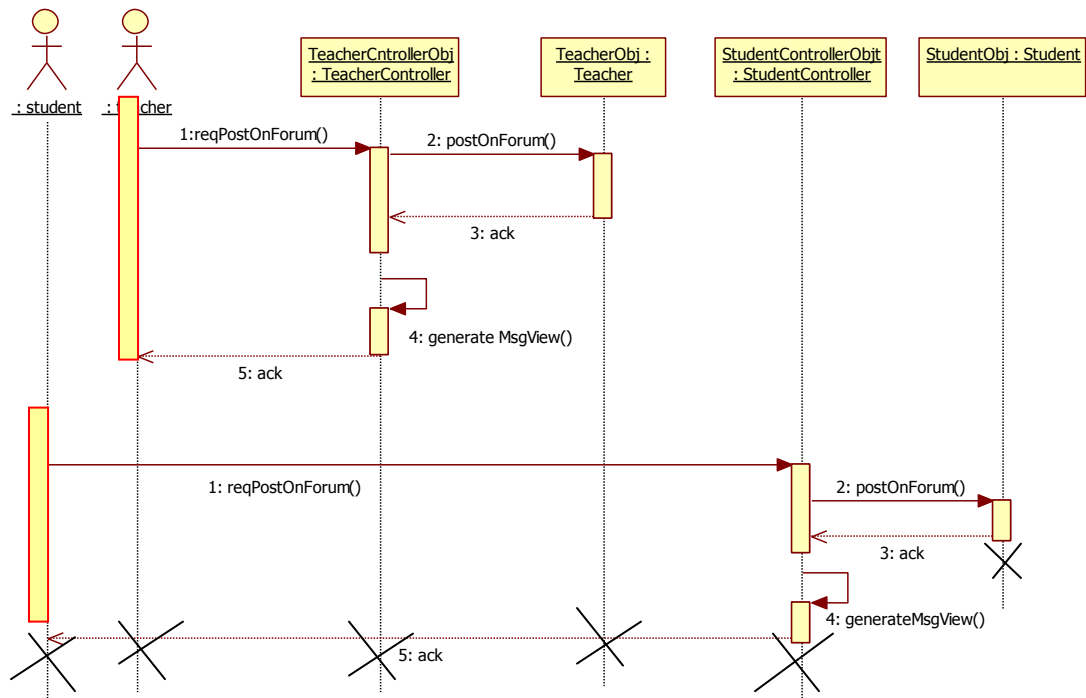 : student
: t cher
TeacherCntrollerObj
: TeacherController
TeacherObj :
Teacher
StudentControllerObjt
: StudentController
StudentObj : Student
1:reqPostOnForum()
2: postOnForum()
3: ack
4: generate MsgView()
5: ack
1: reqPostOnForum()
2: postOnForum()
3: ack
4: generateMsgView()
5: ack